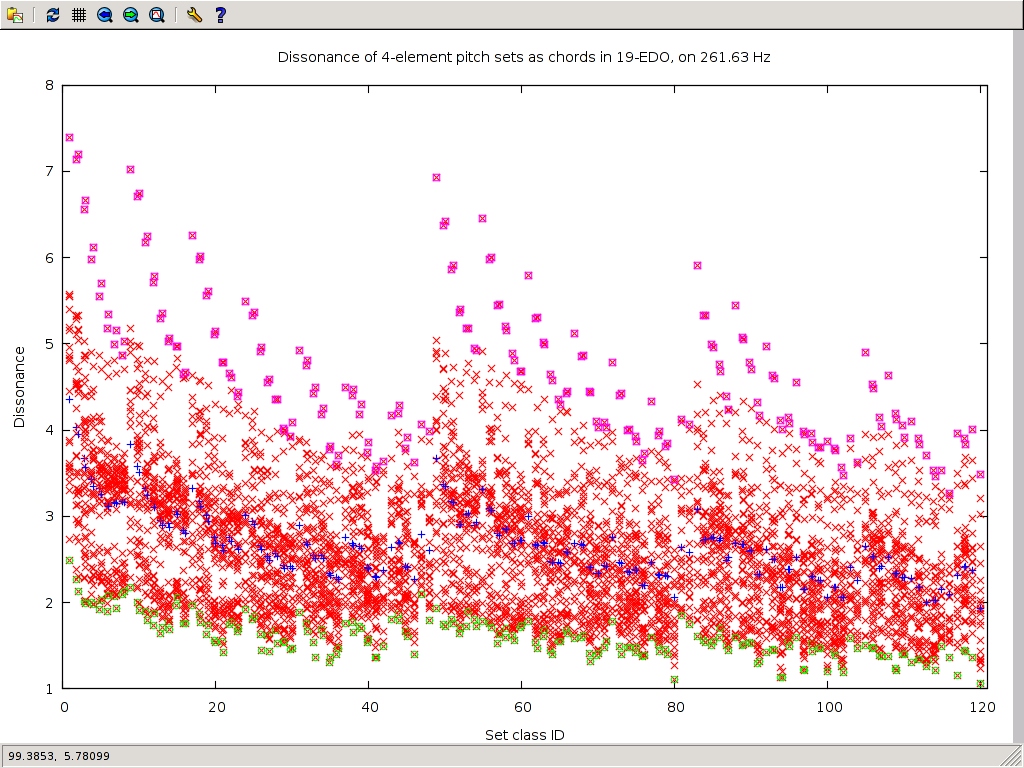 ?
Dissonance of 4-element pitch sets as chords in 19-EDO, on 261.63 Hz
8
7
6
5
4
3
2
1
Dissonance
0 20 40 60 80 100 120
Set class ID
99.3853, 5.78099